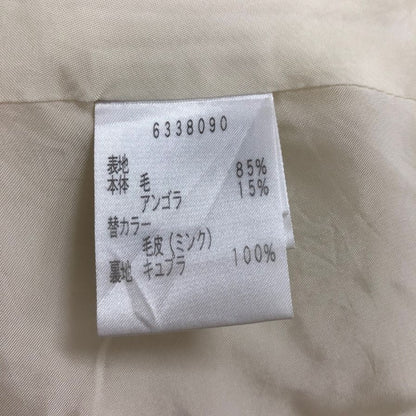 6338090
表地
本体 毛 85%
アンゴラ 15%
替カラー
毛皮(ミンク)
裏地 キュプラ 100%